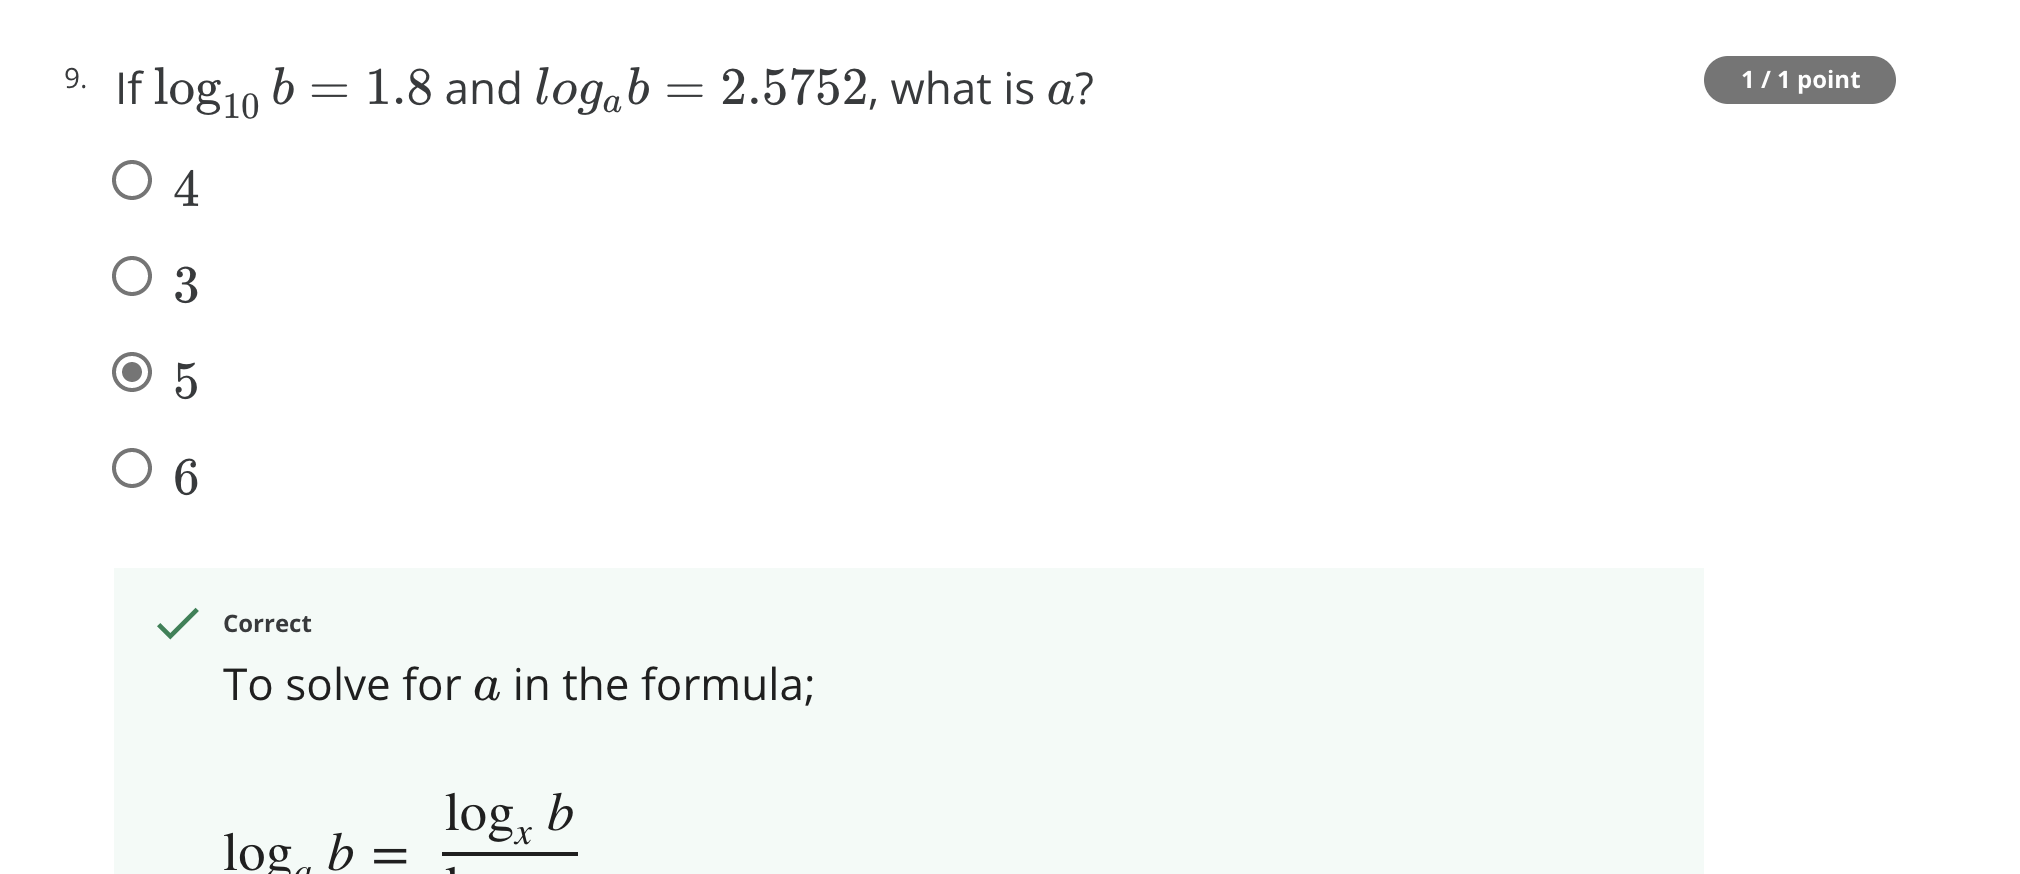 9. If log₁₀ b = 1.8 and logₐb = 2.5752, what is a?
1 / 1 point
4
3
5
6
Correct
To solve for a in the formula;
logₐ b = logₓ b